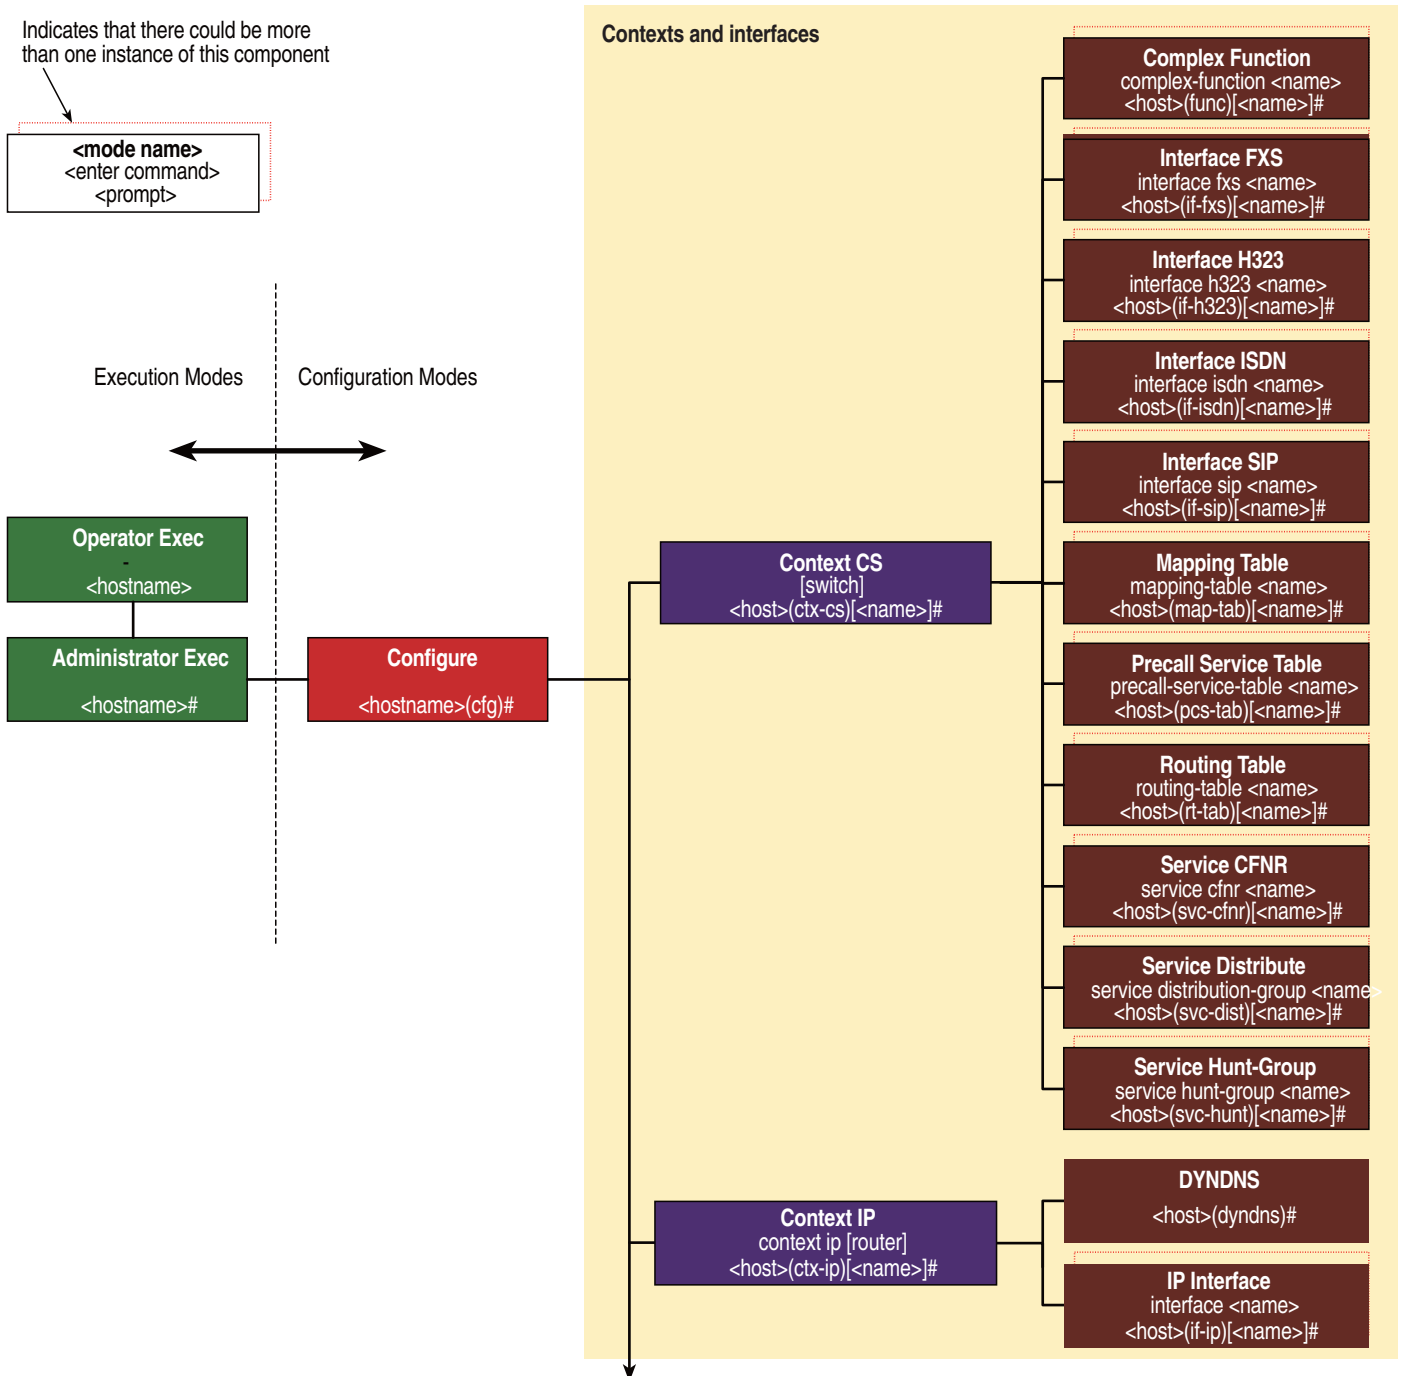 Indicates that there could be more
than one instance of this component
<mode name>
<enter command>
<prompt>
Execution Modes
Configuration Modes
Operator Exec
-
<hostname>
Administrator Exec
<hostname>#
Configure
<hostname>(cfg)#
Contexts and interfaces
Context CS
[switch]
<host>(ctx-cs)[<name>]#
Complex Function
complex-function <name>
<host>(func)[<name>]#
Interface FXS
interface fxs <name>
<host>(if-fxs)[<name>]#
Interface H323
interface h323 <name>
<host>(if-h323)[<name>]#
Interface ISDN
interface isdn <name>
<host>(if-isdn)[<name>]#
Interface SIP
interface sip <name>
<host>(if-sip)[<name>]#
Mapping Table
mapping-table <name>
<host>(map-tab)[<name>]#
Precall Service Table
precall-service-table <name>
<host>(pcs-tab)[<name>]#
Routing Table
routing-table <name>
<host>(rt-tab)[<name>]#
Service CFNR
service cfnr <name>
<host>(svc-cfnr)[<name>]#
Service Distribute
service distribution-group <name>
<host>(svc-dist)[<name>]#
Service Hunt-Group
service hunt-group <name>
<host>(svc-hunt)[<name>]#
Context IP
context ip [router]
<host>(ctx-ip)[<name>]#
DYNDNS
<host>(dyndns)#
IP Interface
interface <name>
<host>(if-ip)[<name>]#